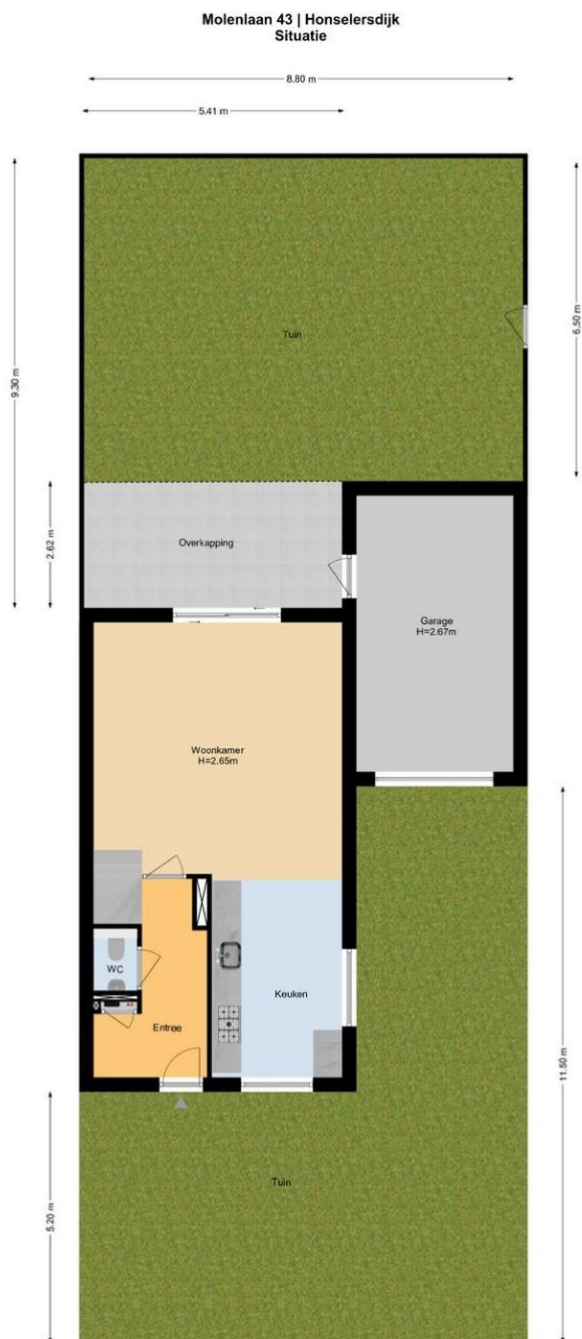 Molenlaan 43 | Honselersdijk
Situatie
8.80 m
5.41 m
9.30 m
6.50 m
Tuin
2.62 m
Overkapping
Garage
H=2.67m
Woonkamer
H=2.65m
WC
Keuken
Entree
11.50 m
5.20 m
Tuin